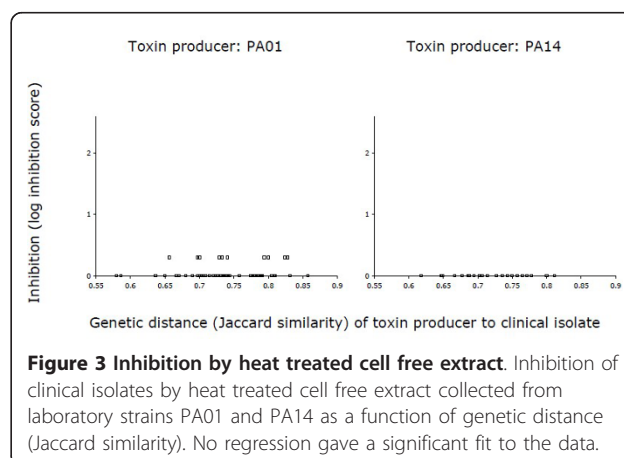 Toxin producer: PA01
Toxin producer: PA14
Inhibition (log inhibition score)
2
1
0
0.55 0.6 0.65 0.7 0.75 0.8 0.85 0.9
2
1
0
0.55 0.6 0.65 0.7 0.75 0.8 0.85 0.9
Genetic distance (Jaccard similarity) of toxin producer to clinical isolate
Figure 3 Inhibition by heat treated cell free extract. Inhibition of
clinical isolates by heat treated cell free extract collected from
laboratory strains PA01 and PA14 as a function of genetic distance
(Jaccard similarity). No regression gave a significant fit to the data.